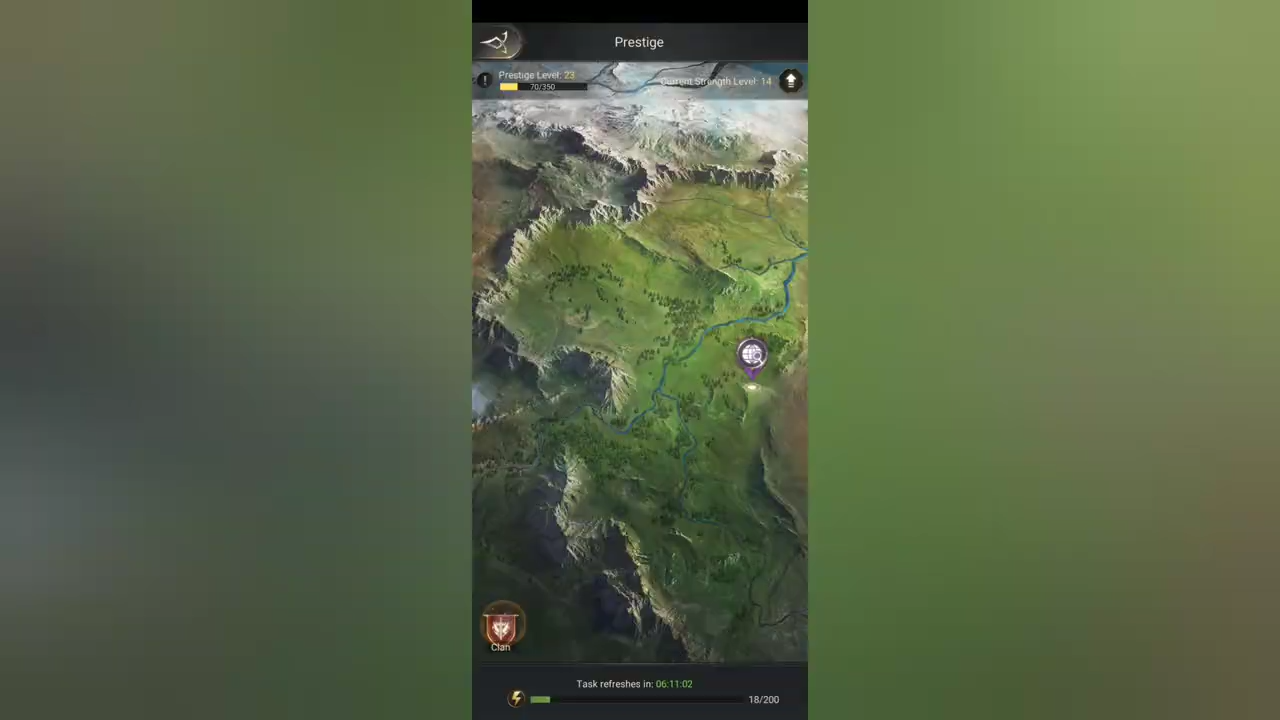 Prestige
Prestige Level: 23
70/350
Current Strength Level: 14
Clan
Task refreshes in: 06:11:02
18/200